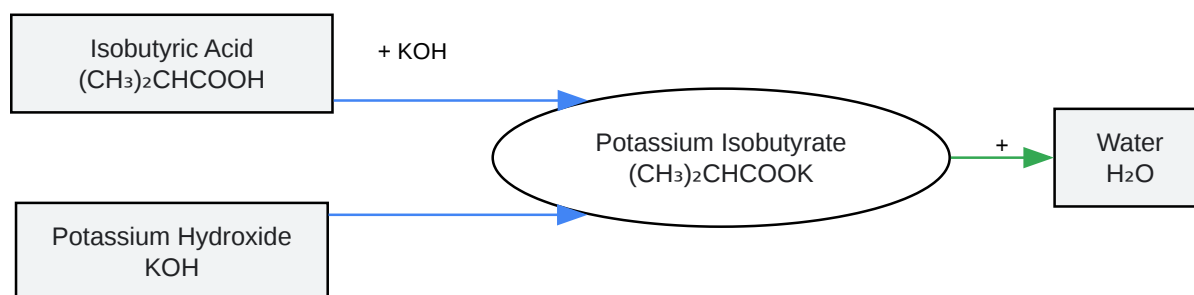 Isobutyric Acid
(CH₃)₂CHCOOH
+ KOH
Potassium Isobutyrate
(CH₃)₂CHCOOK
+
Water
H₂O
Potassium Hydroxide
KOH